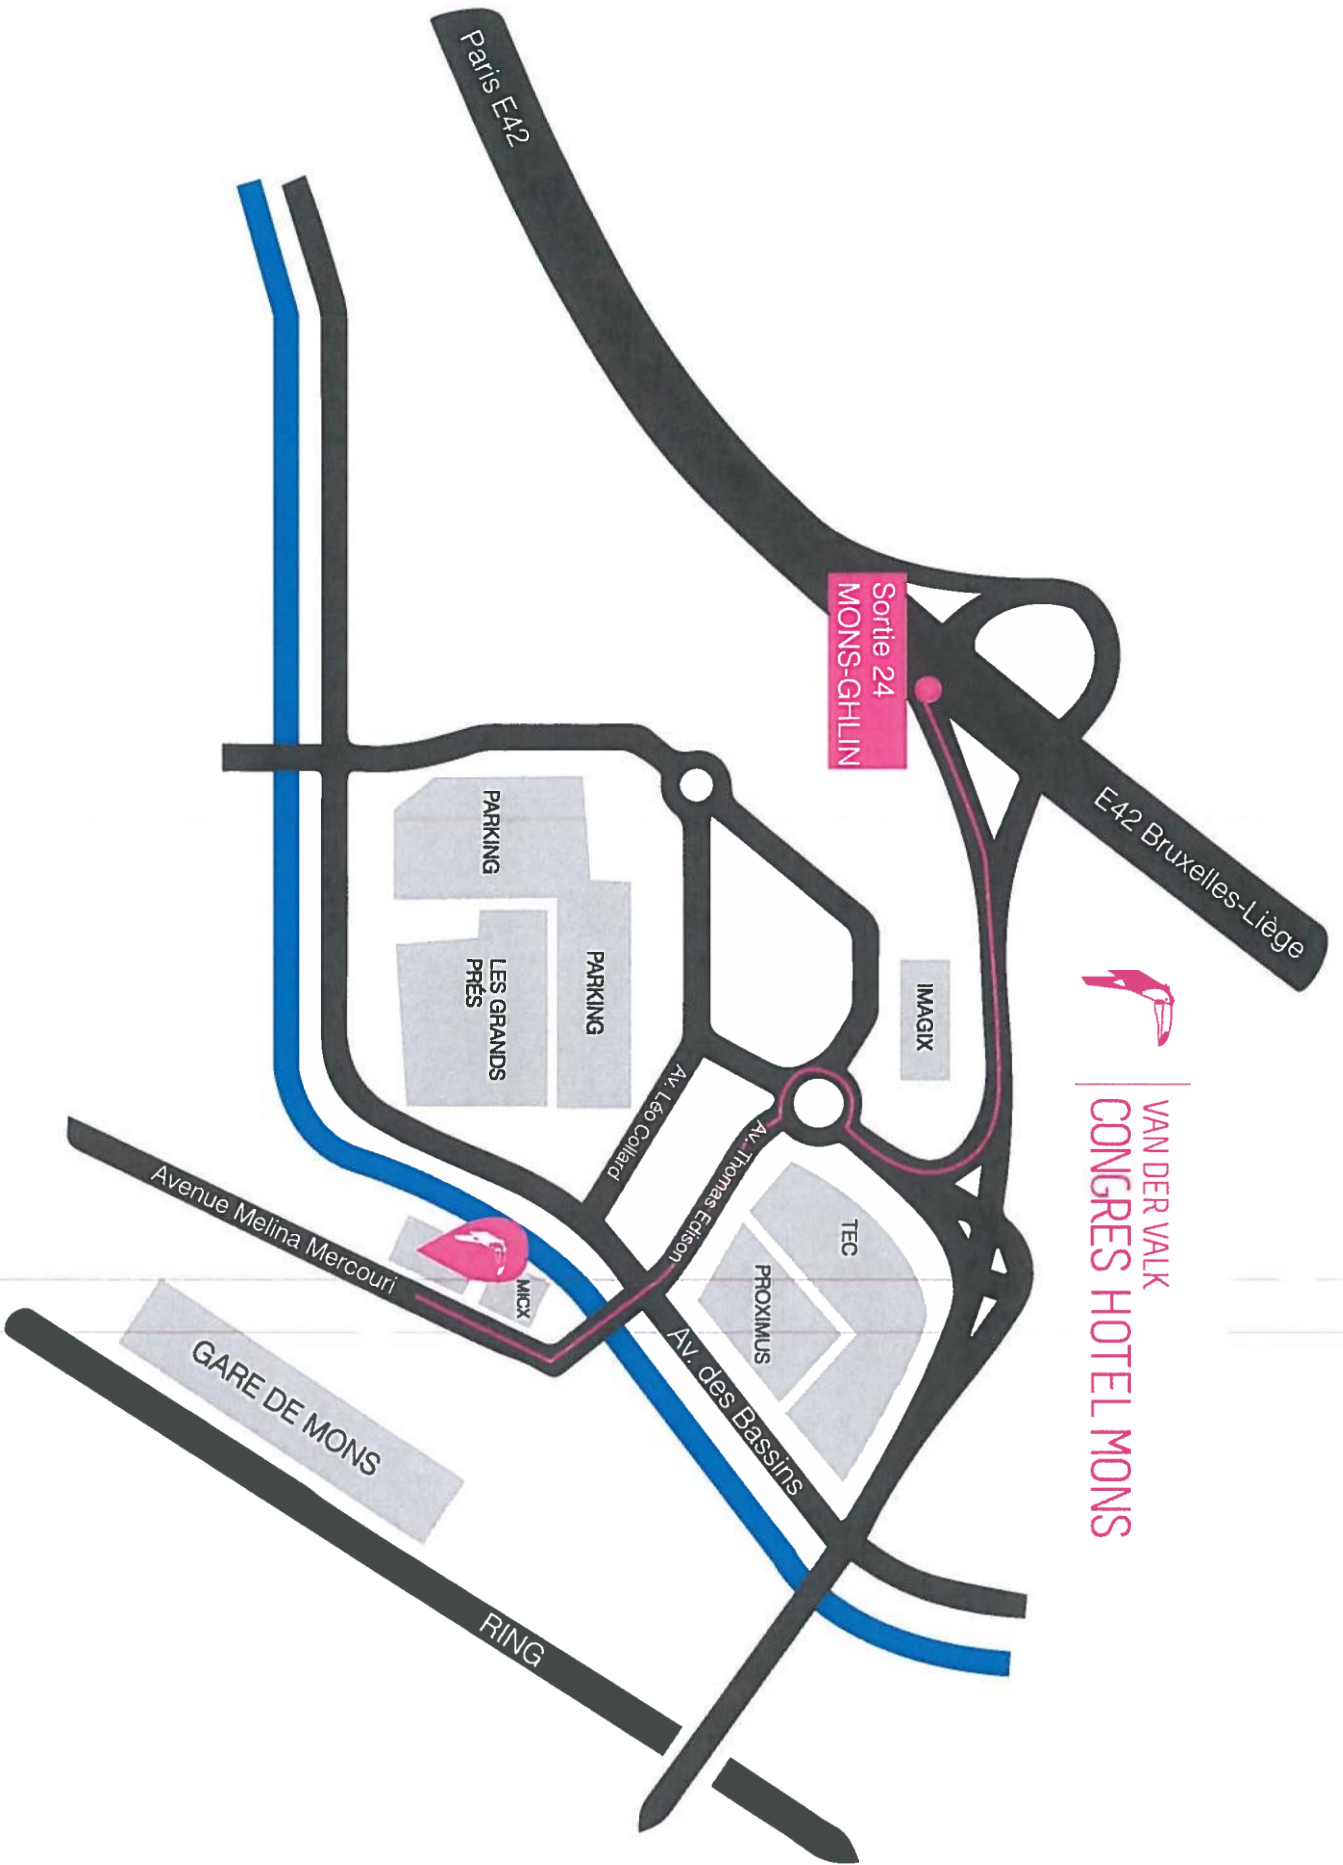 VAN DER VALK
CONGRES HOTEL MONS
Paris E42
E42 Bruxelles-Liège
Sortie 24
MONS-GHLIN
IMAGIX
PARKING
PARKING
LES GRANDS
PRÉS
Av. Léo Collard
Av. Thomas Edison
TEC
PROXIMUS
Av. des Bassins
MICX
Avenue Melina Mercouri
GARE DE MONS
RING